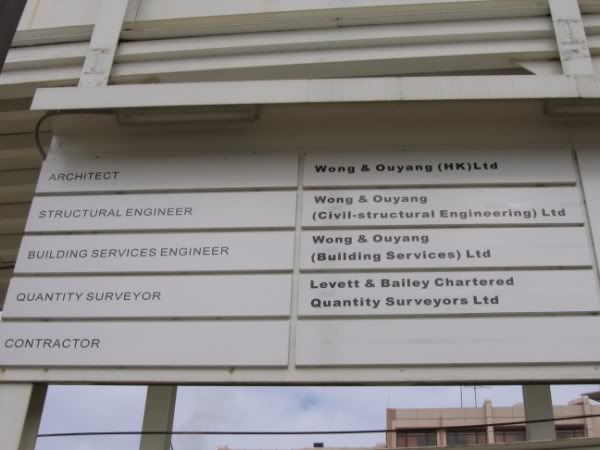 ARCHITECT
Wong & Ouyang (HK)Ltd
STRUCTURAL ENGINEER
Wong & Ouyang
(Civil-structural Engineering) Ltd
BUILDING SERVICES ENGINEER
Wong & Ouyang
(Building Services) Ltd
QUANTITY SURVEYOR
Levett & Bailey Chartered
Quantity Surveyors Ltd
CONTRACTOR